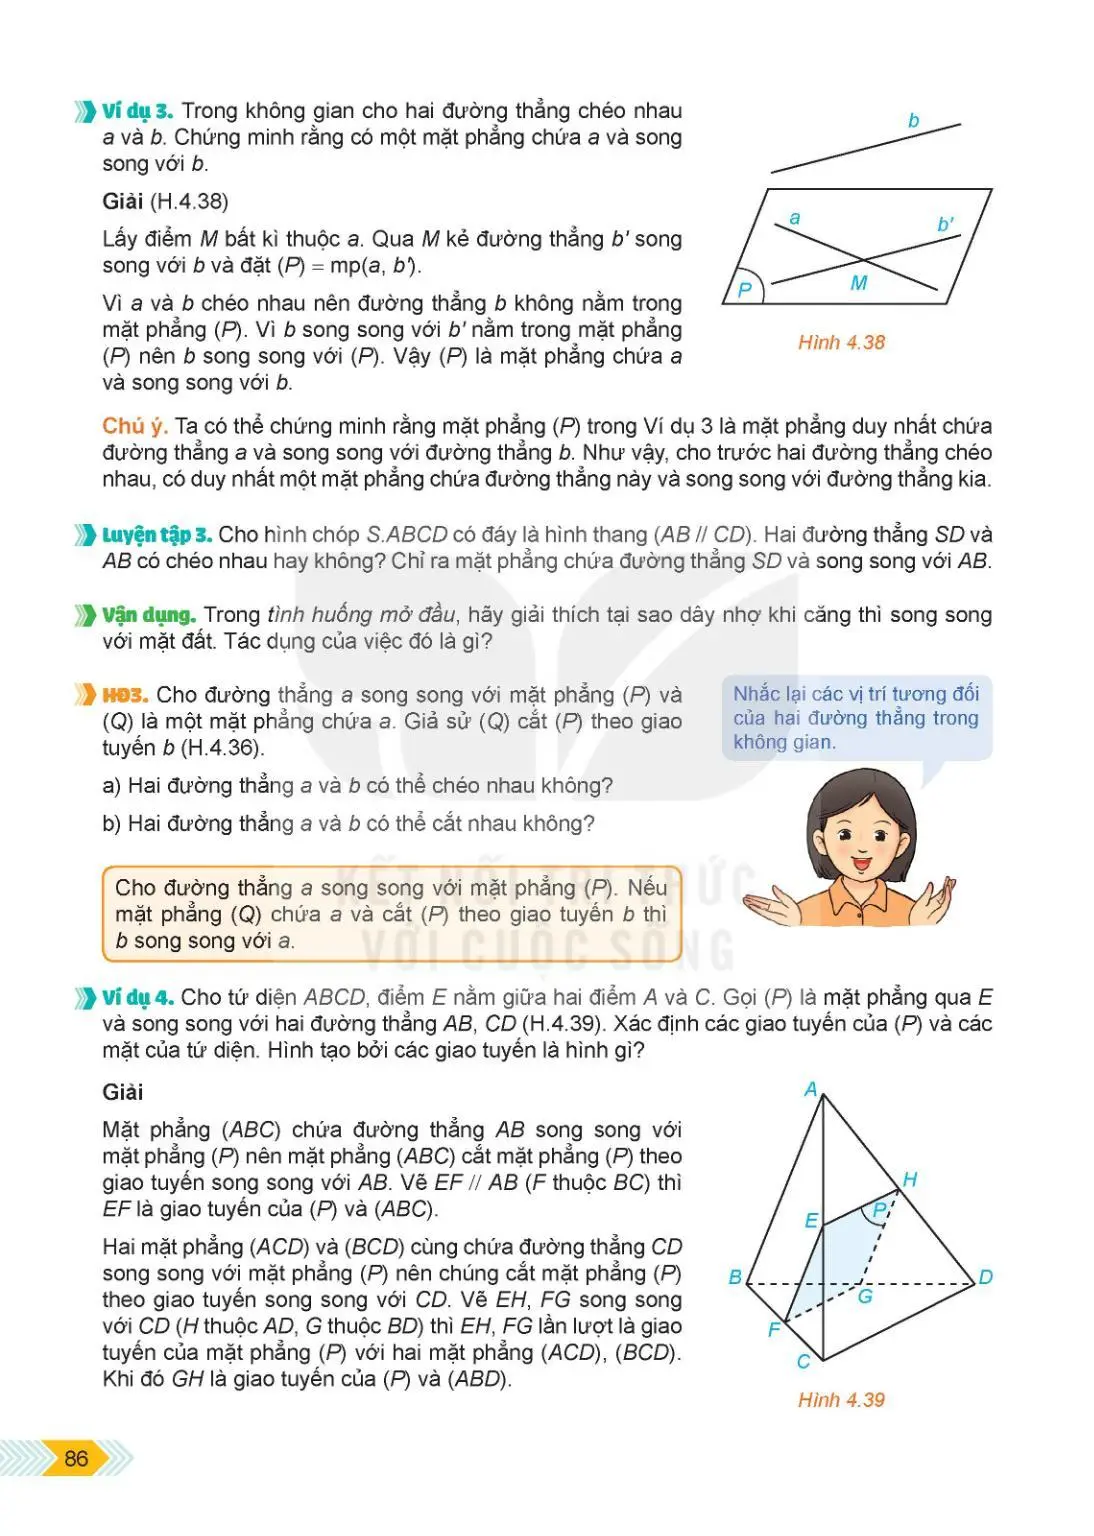 Ví dụ 3. Trong không gian cho hai đường thẳng chéo nhau
a và b. Chứng minh rằng có một mặt phẳng chứa a và song
song với b.
Giải (H.4.38)
Lấy điểm M bất kì thuộc a. Qua M kẻ đường thẳng b' song
song với b và đặt (P) = mp(a, b').
Vì a và b chéo nhau nên đường thẳng b không nằm trong
mặt phẳng (P). Vì b song song với b' nằm trong mặt phẳng
(P) nên b song song với (P). Vậy (P) là mặt phẳng chứa a
và song song với b.
b
a
b'
P
M
Hình 4.38
Chú ý. Ta có thể chứng minh rằng mặt phẳng (P) trong Ví dụ 3 là mặt phẳng duy nhất chứa
đường thẳng a và song song với đường thẳng b. Như vậy, cho trước hai đường thẳng chéo
nhau, có duy nhất một mặt phẳng chứa đường thẳng này và song song với đường thẳng kia.
Luyện tập 3. Cho hình chóp S.ABCD có đáy là hình thang (AB // CD). Hai đường thẳng SD và
AB có chéo nhau hay không? Chỉ ra mặt phẳng chứa đường thẳng SD và song song với AB.
Vận dụng. Trong tình huống mở đầu, hãy giải thích tại sao dây nhợ khi căng thì song song
với mặt đất. Tác dụng của việc đó là gì?
HĐ3. Cho đường thẳng a song song với mặt phẳng (P) và
(Q) là một mặt phẳng chứa a. Giả sử (Q) cắt (P) theo giao
tuyến b (H.4.36).
a) Hai đường thẳng a và b có thể chéo nhau không?
b) Hai đường thẳng a và b có thể cắt nhau không?
Nhắc lại các vị trí tương đối
của hai đường thẳng trong
không gian.
Cho đường thẳng a song song với mặt phẳng (P). Nếu
mặt phẳng (Q) chứa a và cắt (P) theo giao tuyến b thì
b song song với a.
KẾT NỐI TRI THỨC
VỚI CUỘC SỐNG
Ví dụ 4. Cho tứ diện ABCD, điểm E nằm giữa hai điểm A và C. Gọi (P) là mặt phẳng qua E
và song song với hai đường thẳng AB, CD (H.4.39). Xác định các giao tuyến của (P) và các
mặt của tứ diện. Hình tạo bởi các giao tuyến là hình gì?
Giải
Mặt phẳng (ABC) chứa đường thẳng AB song song với
mặt phẳng (P) nên mặt phẳng (ABC) cắt mặt phẳng (P) theo
giao tuyến song song với AB. Vẽ EF // AB (F thuộc BC) thì
EF là giao tuyến của (P) và (ABC).
Hai mặt phẳng (ACD) và (BCD) cùng chứa đường thẳng CD
song song với mặt phẳng (P) nên chúng cắt mặt phẳng (P)
theo giao tuyến song song với CD. Vẽ EH, FG song song
với CD (H thuộc AD, G thuộc BD) thì EH, FG lần lượt là giao
tuyến của mặt phẳng (P) với hai mặt phẳng (ACD), (BCD).
Khi đó GH là giao tuyến của (P) và (ABD).
A
H
P
E
B
D
G
F
C
Hình 4.39
86